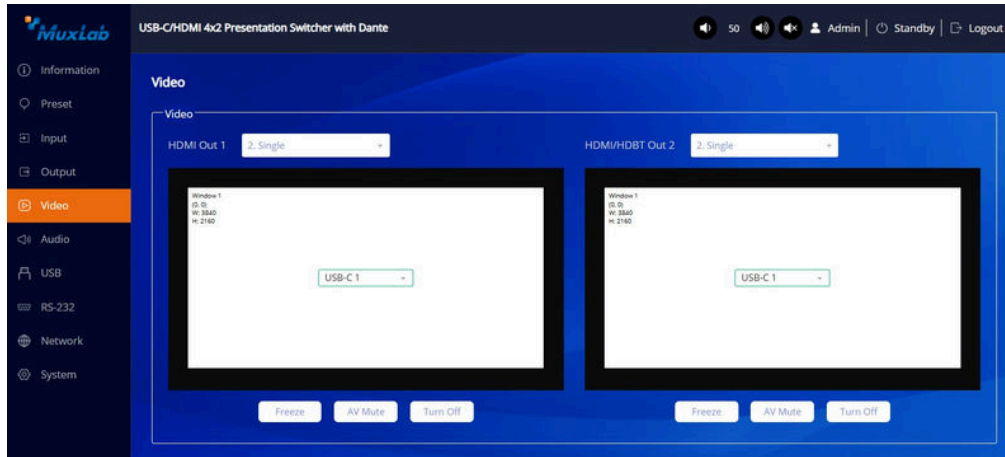 MuxLab
USB-C/HDMI 4x2 Presentation Switcher with Dante
50
Admin
Standby
Logout
Information
Preset
Input
Output
Video
Audio
USB
RS-232
Network
System
Video
Video
HDMI Out 1
2. Single
Window 1
(0, 0)
W: 3840
H: 2160
USB-C 1
Freeze
AV Mute
Turn Off
HDMI/HDBT Out 2
2. Single
Window 1
(0, 0)
W: 3840
H: 2160
USB-C 1
Freeze
AV Mute
Turn Off